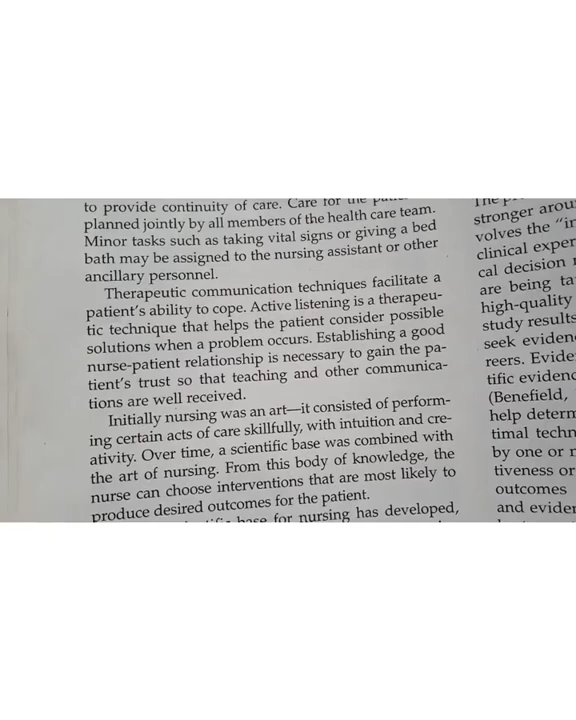 to provide continuity of care. Care for the
planned jointly by all members of the health care team.
Minor tasks such as taking vital signs or giving a bed
bath may be assigned to the nursing assistant or other
ancillary personnel.
Therapeutic communication techniques facilitate a
patient's ability to cope. Active listening is a therapeu-
tic technique that helps the patient consider possible
solutions when a problem occurs. Establishing a good
nurse-patient relationship is necessary to gain the pa-
tient's trust so that teaching and other communica-
tions are well received.
Initially nursing was an art—it consisted of perform-
ing certain acts of care skillfully, with intuition and cre-
ativity. Over time, a scientific base was combined with
the art of nursing. From this body of knowledge, the
nurse can choose interventions that are most likely to
produce desired outcomes for the patient.
base for nursing has developed,
The
stronger arou
volves the "in
clinical exper
cal decision
are being ta
high-quality
study results
seek eviden
reers. Evide
tific evidenc
(Benefield,
help determ
timal techn
by one or
tiveness or
outcomes
and eviden